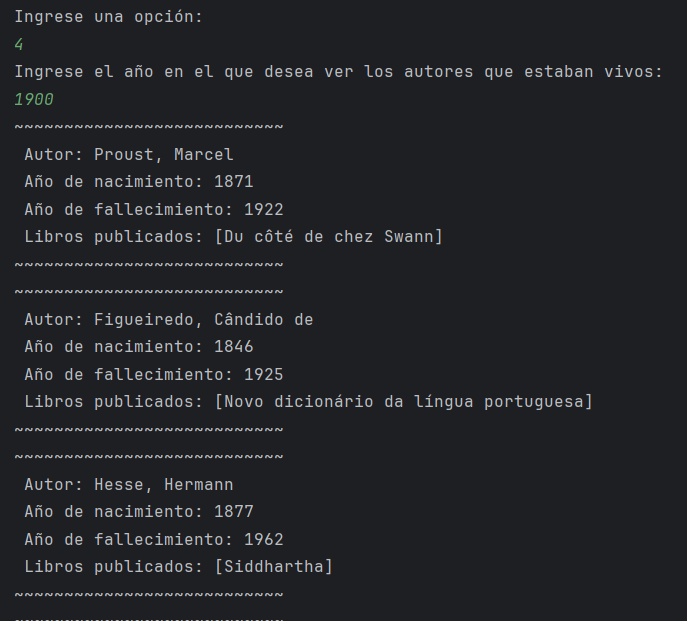 Ingrese una opción:
4
Ingrese el año en el que desea ver los autores que estaban vivos:
1900
~~~~~~~~~~~~~~~~~~~~~~~~~~~
Autor: Proust, Marcel
Año de nacimiento: 1871
Año de fallecimiento: 1922
Libros publicados: [Du côté de chez Swann]
~~~~~~~~~~~~~~~~~~~~~~~~~~~
~~~~~~~~~~~~~~~~~~~~~~~~~~~
Autor: Figueiredo, Cândido de
Año de nacimiento: 1846
Año de fallecimiento: 1925
Libros publicados: [Novo dicionário da língua portuguesa]
~~~~~~~~~~~~~~~~~~~~~~~~~~~
~~~~~~~~~~~~~~~~~~~~~~~~~~~
Autor: Hesse, Hermann
Año de nacimiento: 1877
Año de fallecimiento: 1962
Libros publicados: [Siddhartha]
~~~~~~~~~~~~~~~~~~~~~~~~~~~
~~~~~~~~~~~~~~~~~~~~~~~~~~~